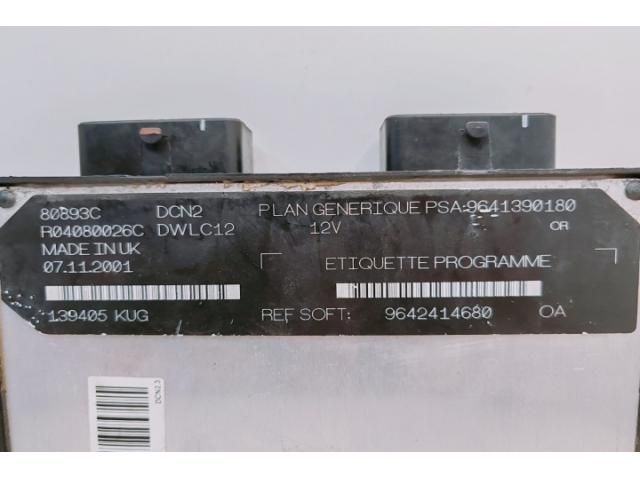 80893C DCN2 PLAN GENERIQUE PSA:9641390180
R04080026C DWLC12 12V OR
MADE IN UK
07.11.2001 ETIQUETTE PROGRAMME
139405 KUG REF SOFT: 9642414680 OA
DCN2.3